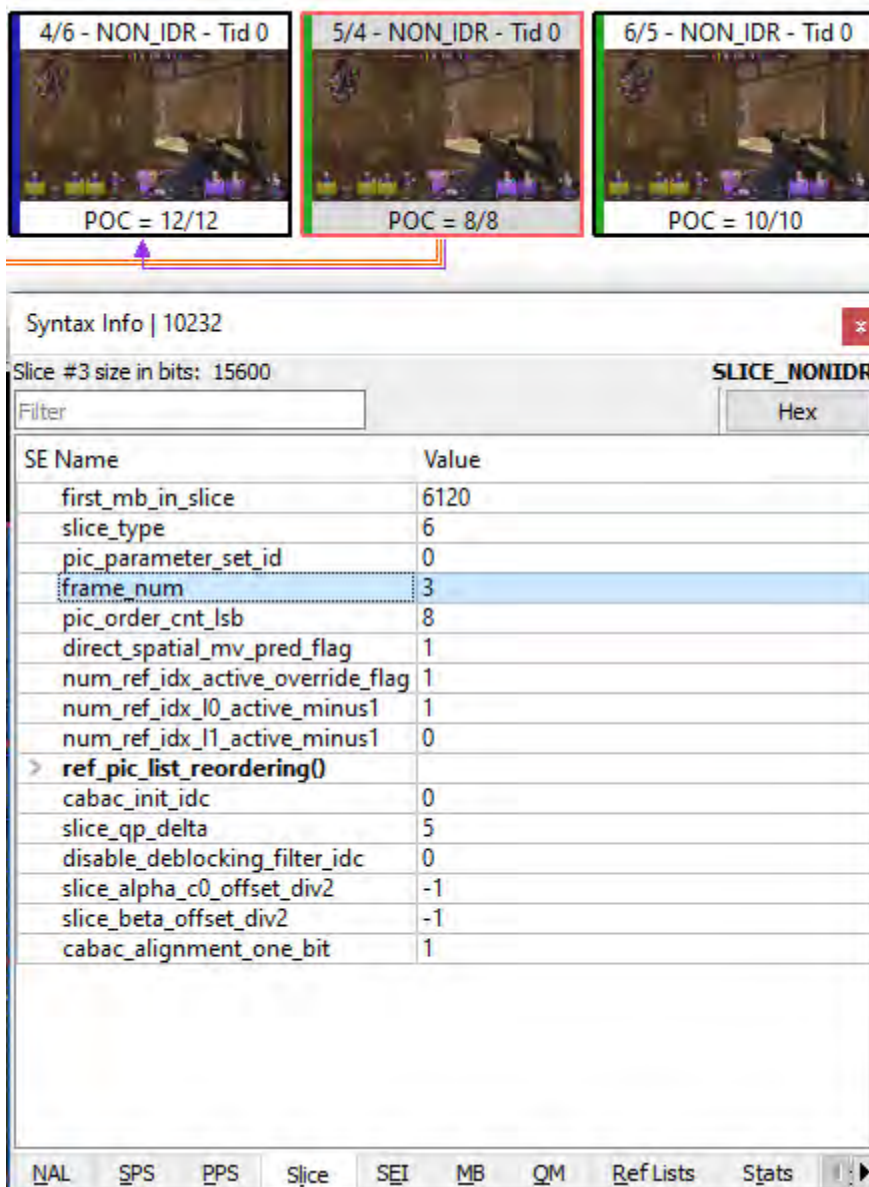 4/6 - NON_IDR - Tid 0
5/4 - NON_IDR - Tid 0
6/5 - NON_IDR - Tid 0
POC = 12/12
POC = 8/8
POC = 10/10
Syntax Info | 10232
Slice #3 size in bits: 15600 SLICE_NONIDR
Filter Hex
SE Name Value
first_mb_in_slice 6120
slice_type 6
pic_parameter_set_id 0
frame_num 3
pic_order_cnt_lsb 8
direct_spatial_mv_pred_flag 1
num_ref_idx_active_override_flag 1
num_ref_idx_l0_active_minus1 1
num_ref_idx_l1_active_minus1 0
ref_pic_list_reordering()
cabac_init_idc 0
slice_qp_delta 5
disable_deblocking_filter_idc 0
slice_alpha_c0_offset_div2 -1
slice_beta_offset_div2 -1
cabac_alignment_one_bit 1
NAL SPS PPS Slice SEI MB QM Ref Lists Stats